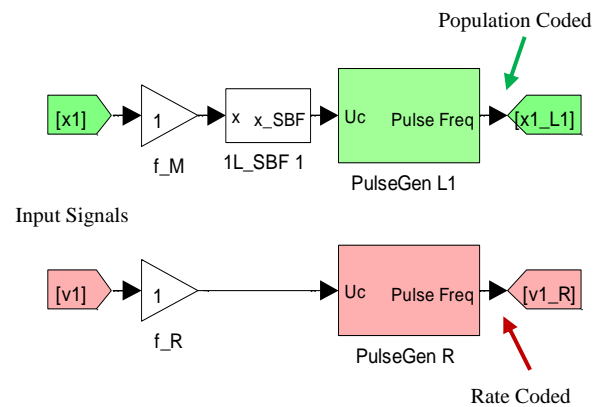 Population Coded
[x1]
1
f_M
x x_SBF
1L_SBF 1
Uc Pulse Freq
PulseGen L1
[x1_L1]
Input Signals
[v1]
1
f_R
Uc Pulse Freq
PulseGen R
[v1_R]
Rate Coded